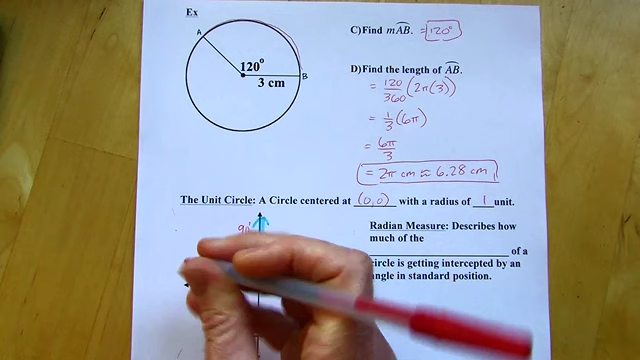 Ex
A
120°
B
3 cm
C) Find mAB. = 120°
D) Find the length of AB.
= 120/360 (2π(3))
= 1/3 (6π)
= 6π/3
= 2π cm ≈ 6.28 cm
The Unit Circle: A Circle centered at (0,0) with a radius of 1 unit.
90°
Radian Measure: Describes how
much of the
of a
circle is getting intercepted by an
angle in standard position.